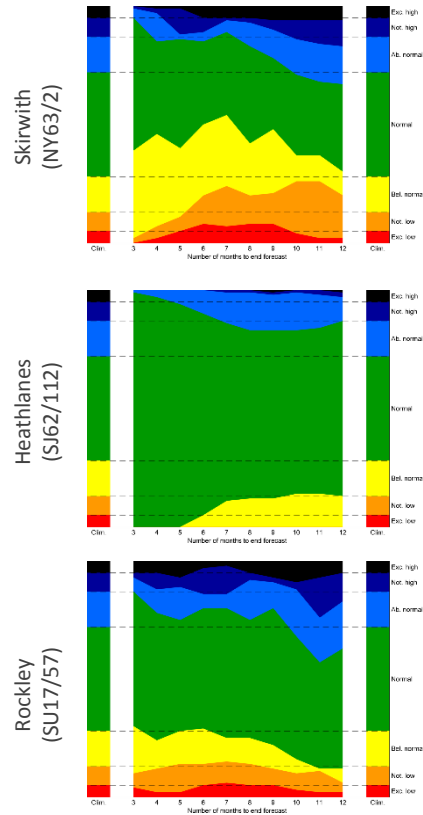 Skirwith
(NY63/2)
Exc. high
Not. high
Ab. normal
Normal
Bel. norma
Not. low
Exc. low
Clim.
3
4
5
6
7
8
9
10
11
12
Clim.
Number of months to end forecast
Heathlanes
(SJ62/112)
Exc. high
Not. high
Ab. normal
Normal
Bel. norma
Not. low
Exc. low
Clim.
3
4
5
6
7
8
9
10
11
12
Clim.
Number of months to end forecast
Rockley
(SU17/57)
Exc. high
Not. high
Ab. normal
Normal
Bel. norma
Not. low
Exc. low
Clim.
3
4
5
6
7
8
9
10
11
12
Clim.
Number of months to end forecast